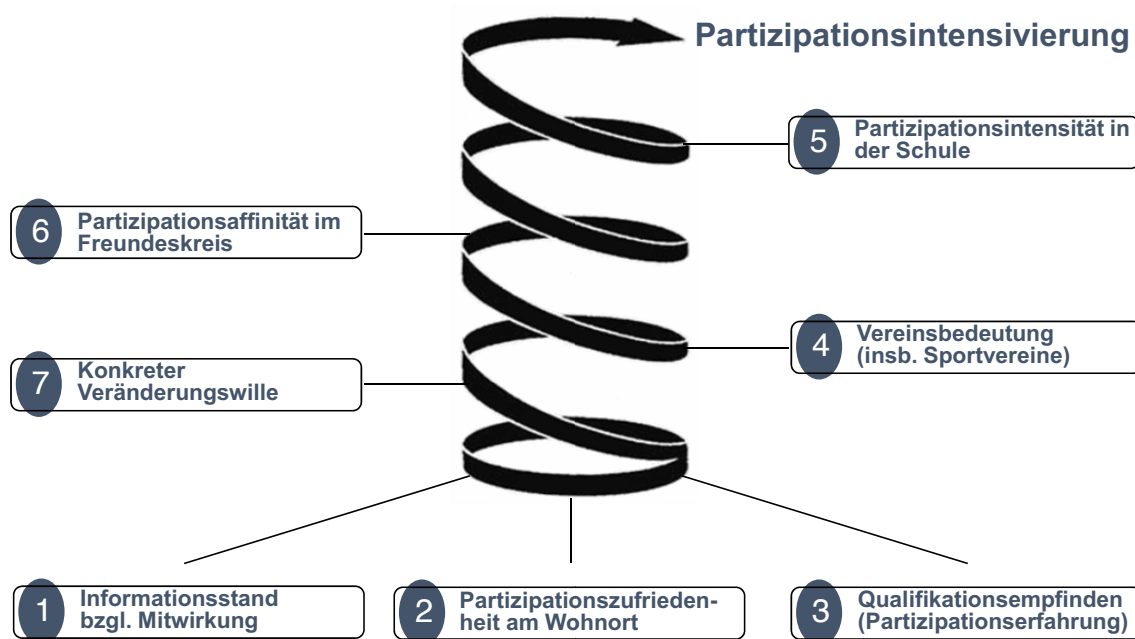 Partizipationsintensivierung
5
Partizipationsintensität in
der Schule
6
Partizipationsaffinität im
Freundeskreis
4
Vereinsbedeutung
(insb. Sportvereine)
7
Konkreter
Veränderungswille
1
Informationsstand
bzgl. Mitwirkung
2
Partizipationszufrieden-
heit am Wohnort
3
Qualifikationsempfinden
(Partizipationserfahrung)